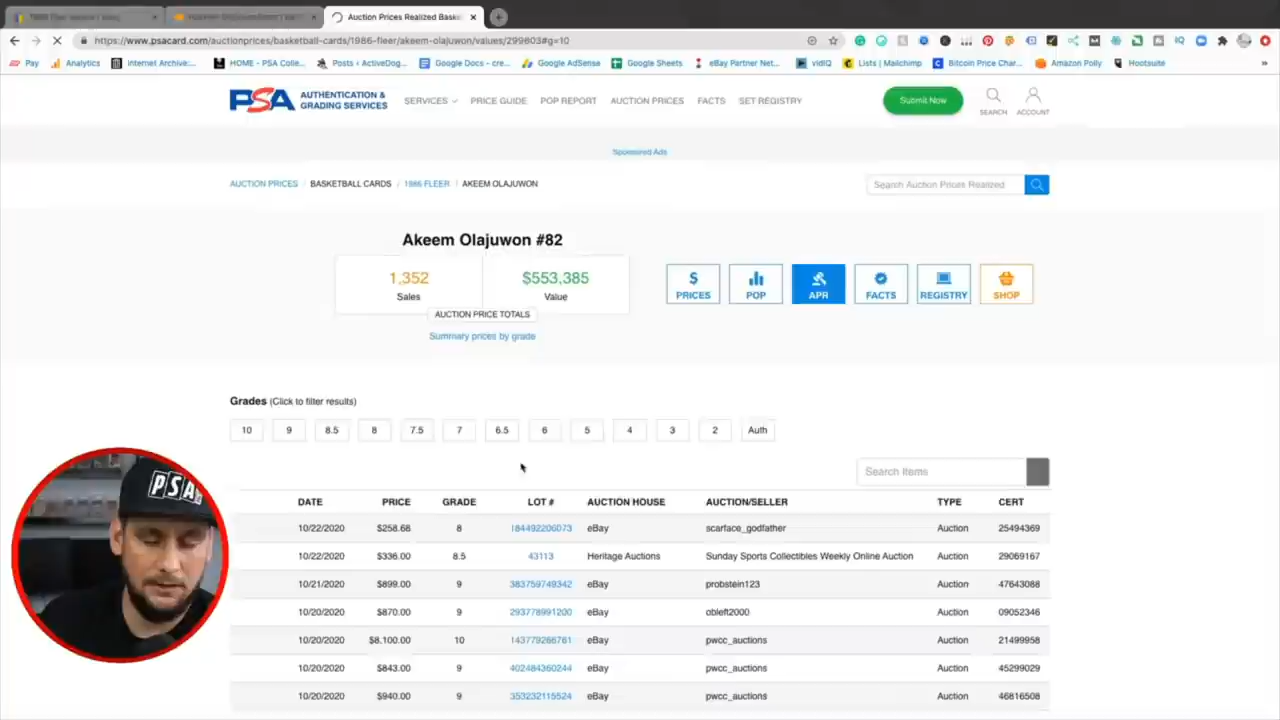 Auction Prices Realized Baske
https://www.psacard.com/auctionprices/basketball-cards/1986-fleer/akeem-olajuwon/values/299803#g=10
Pay Analytics Internet Archive:... HOME - PSA Colle... Posts ‹ ActiveDog... Google Docs - cre... Google AdSense Google Sheets eBay Partner Net... vidIQ Lists | Mailchimp Bitcoin Price Char... Amazon Polly Hootsuite »
PSA AUTHENTICATION & GRADING SERVICES SERVICES PRICE GUIDE POP REPORT AUCTION PRICES FACTS SET REGISTRY Submit Now SEARCH ACCOUNT
Sponsored Ads
AUCTION PRICES / BASKETBALL CARDS / 1986 FLEER / AKEEM OLAJUWON Search Auction Prices Realized
Akeem Olajuwon #82
1,352 $553,385
Sales Value
AUCTION PRICE TOTALS
Summary prices by grade
$ PRICES POP APR FACTS REGISTRY SHOP
Grades (Click to filter results)
10 9 8.5 8 7.5 7 6.5 6 5 4 3 2 Auth
Search Items
DATE PRICE GRADE LOT # AUCTION HOUSE AUCTION/SELLER TYPE CERT
10/22/2020 $258.68 8 184492206073 eBay scarface_godfather Auction 25494369
10/22/2020 $336.00 8.5 43113 Heritage Auctions Sunday Sports Collectibles Weekly Online Auction Auction 29069167
10/21/2020 $899.00 9 383759749342 eBay probstein123 Auction 47643088
10/20/2020 $870.00 9 293778991200 eBay obleft2000 Auction 09052346
10/20/2020 $8,100.00 10 143779266761 eBay pwcc_auctions Auction 21499958
10/20/2020 $843.00 9 402484360244 eBay pwcc_auctions Auction 45299029
10/20/2020 $940.00 9 353232115524 eBay pwcc_auctions Auction 46816508
PSA